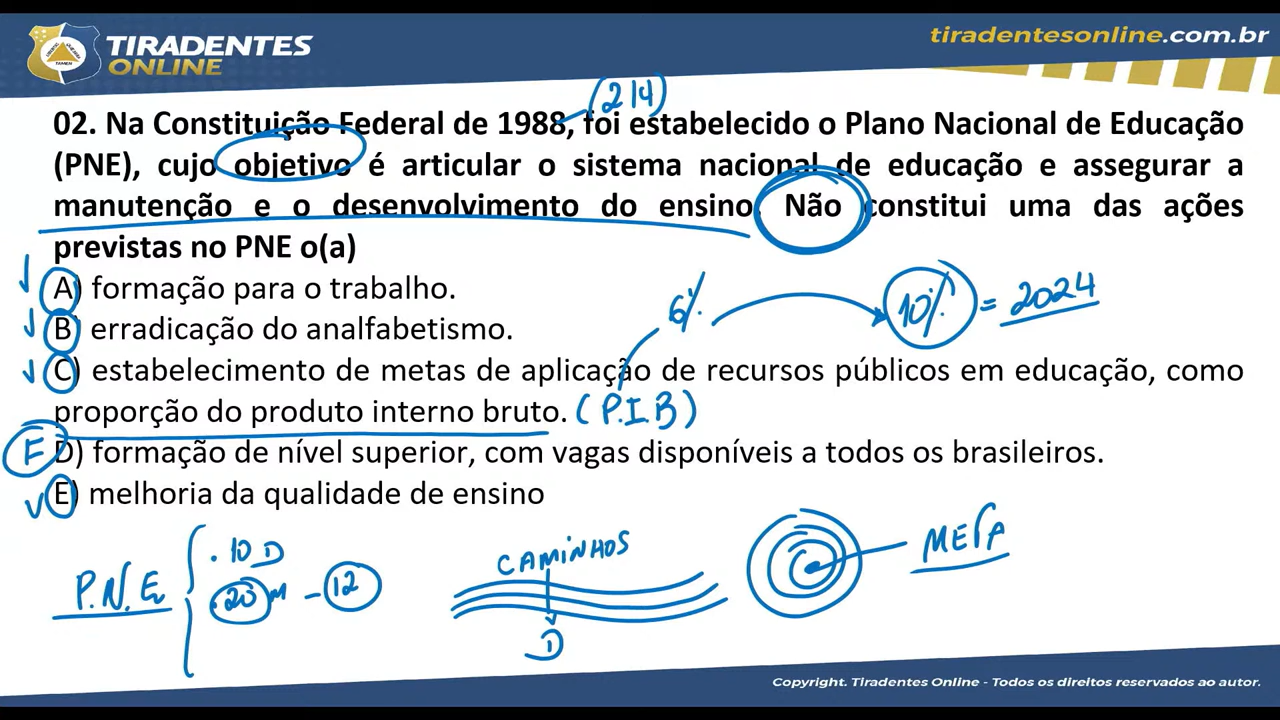 TIRADENTES
ONLINE
tiradentesonline.com.br
(214)
02. Na Constituição Federal de 1988, foi estabelecido o Plano Nacional de Educação
(PNE), cujo objetivo é articular o sistema nacional de educação e assegurar a
manutenção e o desenvolvimento do ensino. Não constitui uma das ações
previstas no PNE o(a)
A) formação para o trabalho.
6% 10% = 2024
B) erradicação do analfabetismo.
C) estabelecimento de metas de aplicação de recursos públicos em educação, como
proporção do produto interno bruto. (P.I.B)
F D) formação de nível superior, com vagas disponíveis a todos os brasileiros.
E) melhoria da qualidade de ensino
P.N.E
. 10 D
. 20 M - 12
CAMINHOS
D
META
Copyright. Tiradentes Online - Todos os direitos reservados ao autor.